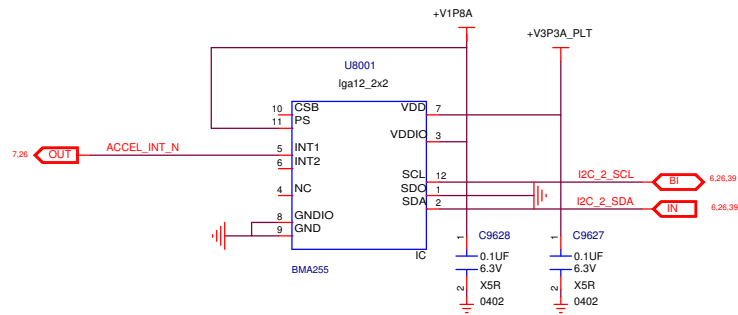 +V1P8A
+V3P3A_PLT
U8001
lga12_2x2
10 CSB
11 PS
VDD 7
VDDIO 3
7,26 OUT ACCEL_INT_N 5 INT1
6 INT2
4 NC
SCL 12 I2C_2_SCL BI 6,26,39
SDO 1
SDA 2 I2C_2_SDA IN 6,26,39
8 GNDIO
9 GND
BMA255
IC
1 C9628
0.1UF
6.3V
2 X5R
0402
1 C9627
0.1UF
6.3V
2 X5R
0402